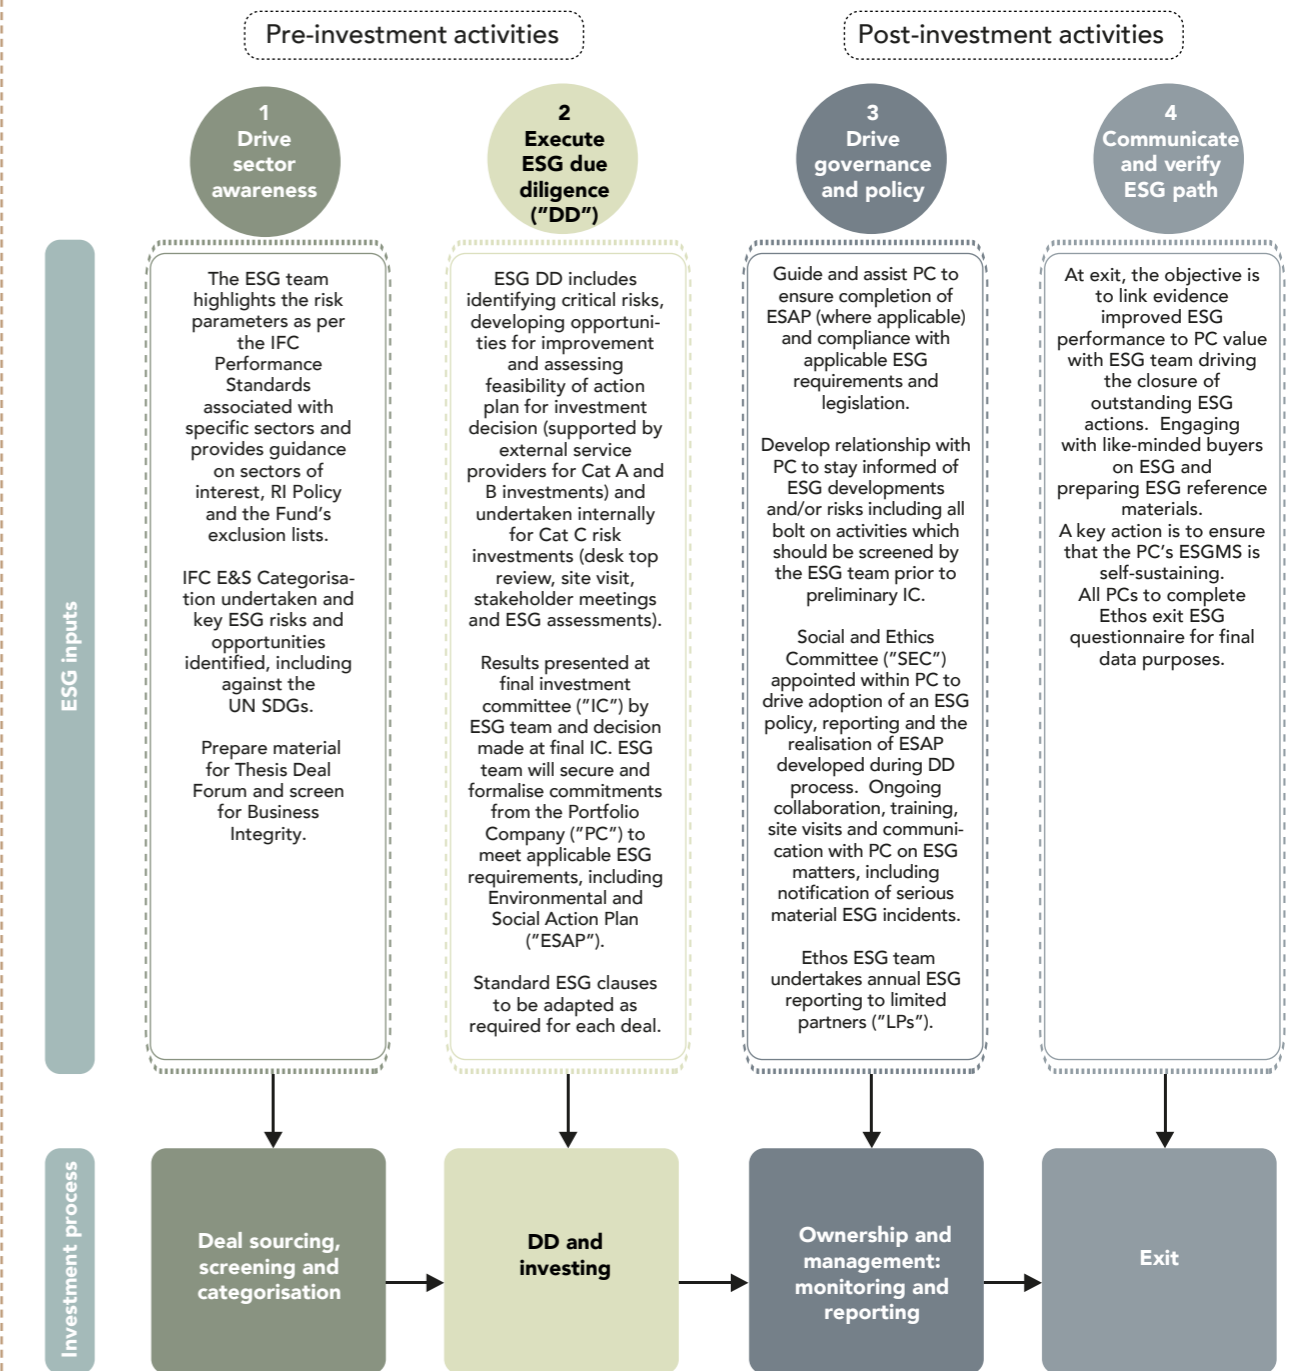 Pre-investment activities
Post-investment activities
1
Drive
sector
awareness
2
Execute
ESG due
diligence
("DD")
3
Drive
governance
and policy
4
Communicate
and verify
ESG path
ESG inputs
The ESG team
highlights the risk
parameters as per
the IFC
Performance
Standards
associated with
specific sectors and
provides guidance
on sectors of
interest, RI Policy
and the Fund's
exclusion lists.
IFC E&S Categorisa-
tion undertaken and
key ESG risks and
opportunities
identified, including
against the
UN SDGs.
Prepare material
for Thesis Deal
Forum and screen
for Business
Integrity.
ESG DD includes
identifying critical risks,
developing opportuni-
ties for improvement
and assessing
feasibility of action
plan for investment
decision (supported by
external service
providers for Cat A and
B investments) and
undertaken internally
for Cat C risk
investments (desk top
review, site visit,
stakeholder meetings
and ESG assessments).
Results presented at
final investment
committee ("IC") by
ESG team and decision
made at final IC. ESG
team will secure and
formalise commitments
from the Portfolio
Company ("PC") to
meet applicable ESG
requirements, including
Environmental and
Social Action Plan
("ESAP").
Standard ESG clauses
to be adapted as
required for each deal.
Guide and assist PC to
ensure completion of
ESAP (where applicable)
and compliance with
applicable ESG
requirements and
legislation.
Develop relationship with
PC to stay informed of
ESG developments
and/or risks including all
bolt on activities which
should be screened by
the ESG team prior to
preliminary IC.
Social and Ethics
Committee ("SEC")
appointed within PC to
drive adoption of an ESG
policy, reporting and the
realisation of ESAP
developed during DD
process. Ongoing
collaboration, training,
site visits and communi-
cation with PC on ESG
matters, including
notification of serious
material ESG incidents.
Ethos ESG team
undertakes annual ESG
reporting to limited
partners ("LPs").
At exit, the objective is
to link evidence
improved ESG
performance to PC value
with ESG team driving
the closure of
outstanding ESG
actions. Engaging
with like-minded buyers
on ESG and
preparing ESG reference
materials.
A key action is to ensure
that the PC's ESGMS is
self-sustaining.
All PCs to complete
Ethos exit ESG
questionnaire for final
data purposes.
Investment process
Deal sourcing,
screening and
categorisation
DD and
investing
Ownership and
management:
monitoring and
reporting
Exit